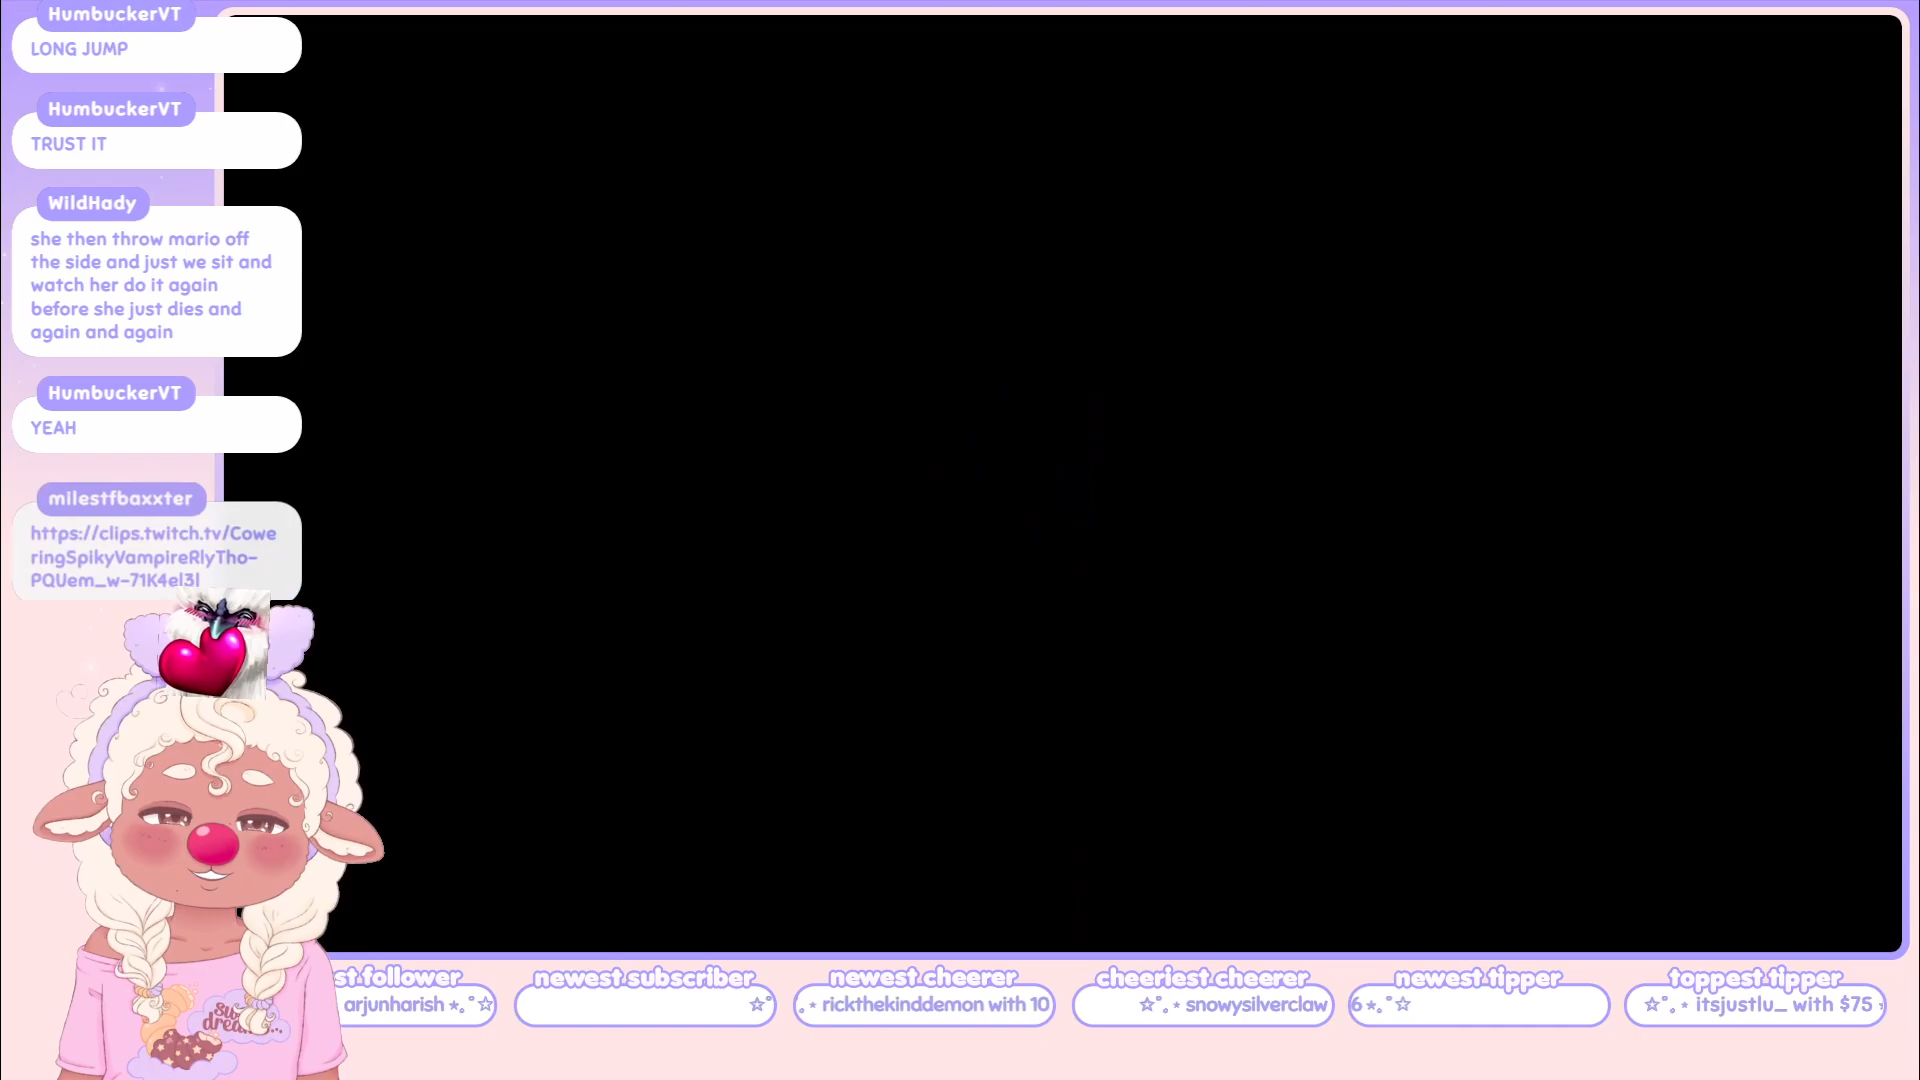 HumbuckerVT
LONG JUMP
HumbuckerVT
TRUST IT
WildHady
she then throw mario off
the side and just we sit and
watch her do it again
before she just dies and
again and again
HumbuckerVT
YEAH
milestfbaxxter
https://clips.twitch.tv/Cowe
ringSpikyVampireRlyTho-
PQUem_w-71K4el3l
st follower
newest subscriber
newest cheerer
cheeriest cheerer
newest tipper
toppest tipper
arjunharish ⋆｡˚☆
☆˚
｡⋆ rickthekinddemon with 10
☆˚｡⋆ snowysilverclaw
6 ⋆｡˚☆
☆˚｡⋆ itsjustlu_ with $75